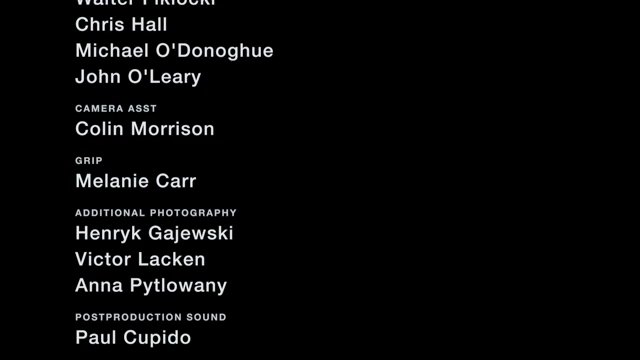 Chris Hall
Michael O'Donoghue
John O'Leary
CAMERA ASST
Colin Morrison
GRIP
Melanie Carr
ADDITIONAL PHOTOGRAPHY
Henryk Gajewski
Victor Lacken
Anna Pytlowany
POSTPRODUCTION SOUND
Paul Cupido